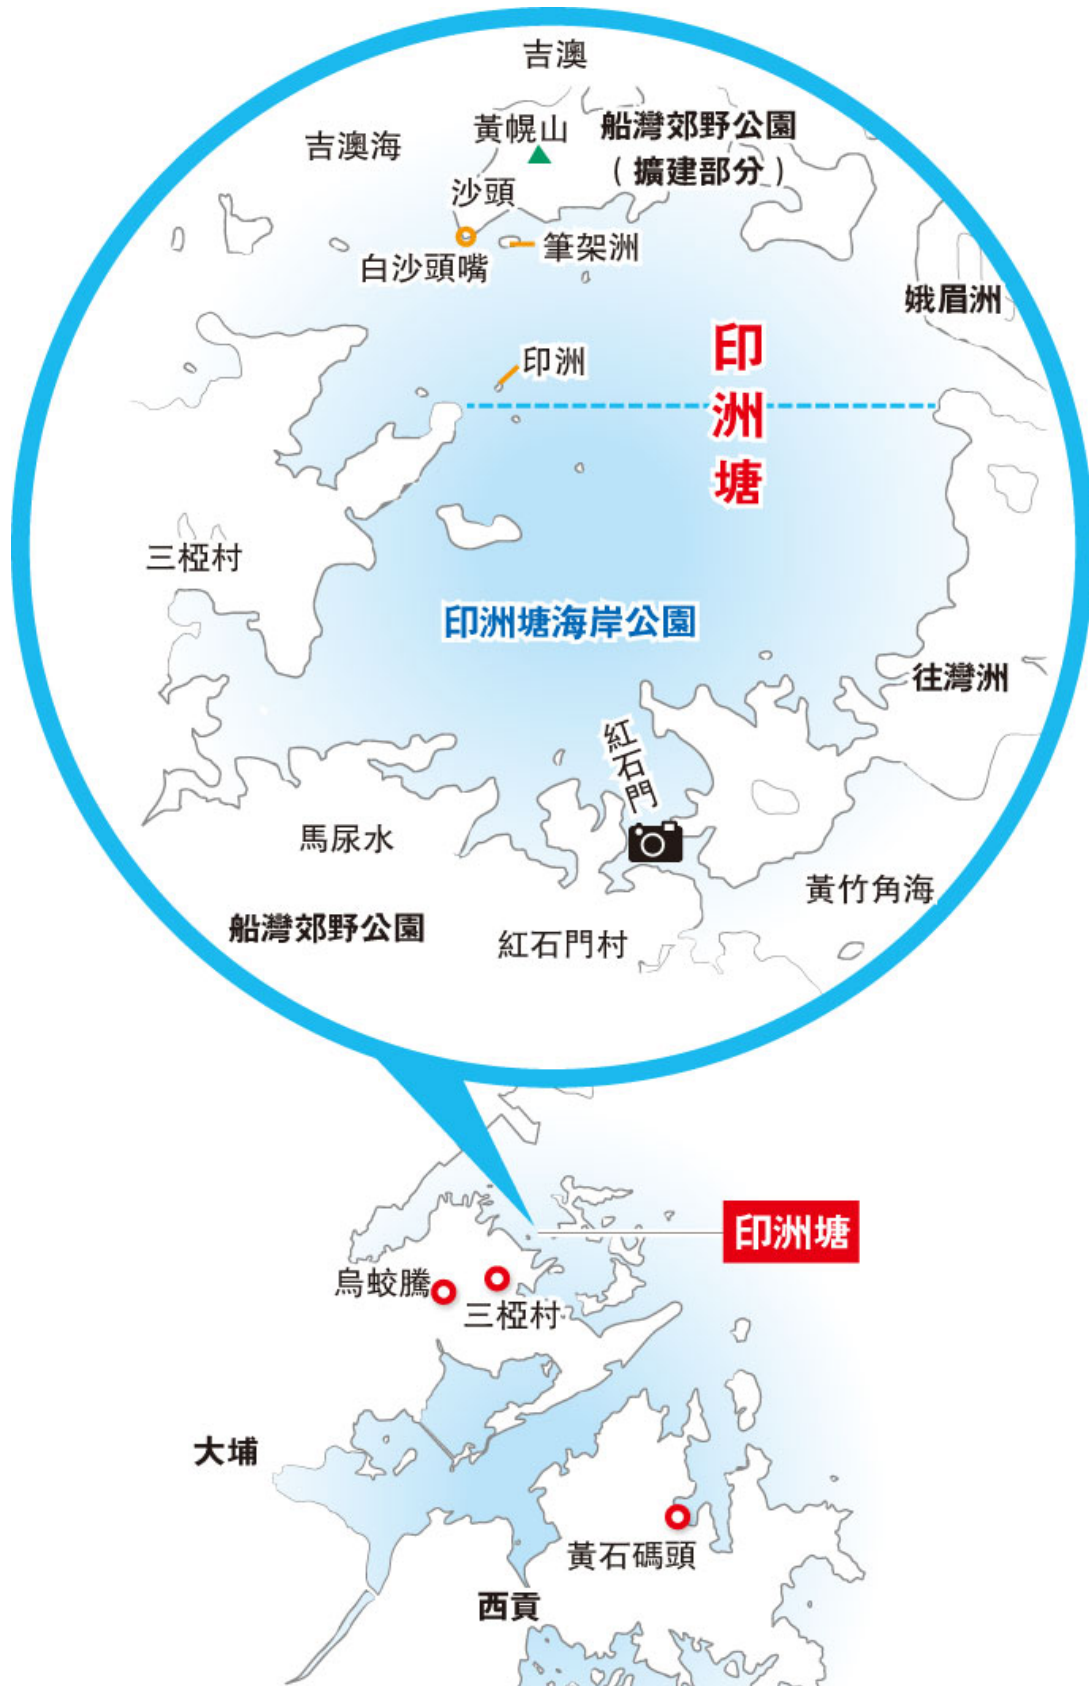 吉澳
黃幌山
船灣郊野公園
（擴建部分）
吉澳海
沙頭
白沙頭嘴
筆架洲
娥眉洲
印洲
印洲塘
三椏村
印洲塘海岸公園
往灣洲
紅石門
馬尿水
黃竹角海
船灣郊野公園
紅石門村
印洲塘
烏蛟騰
三椏村
大埔
黃石碼頭
西貢